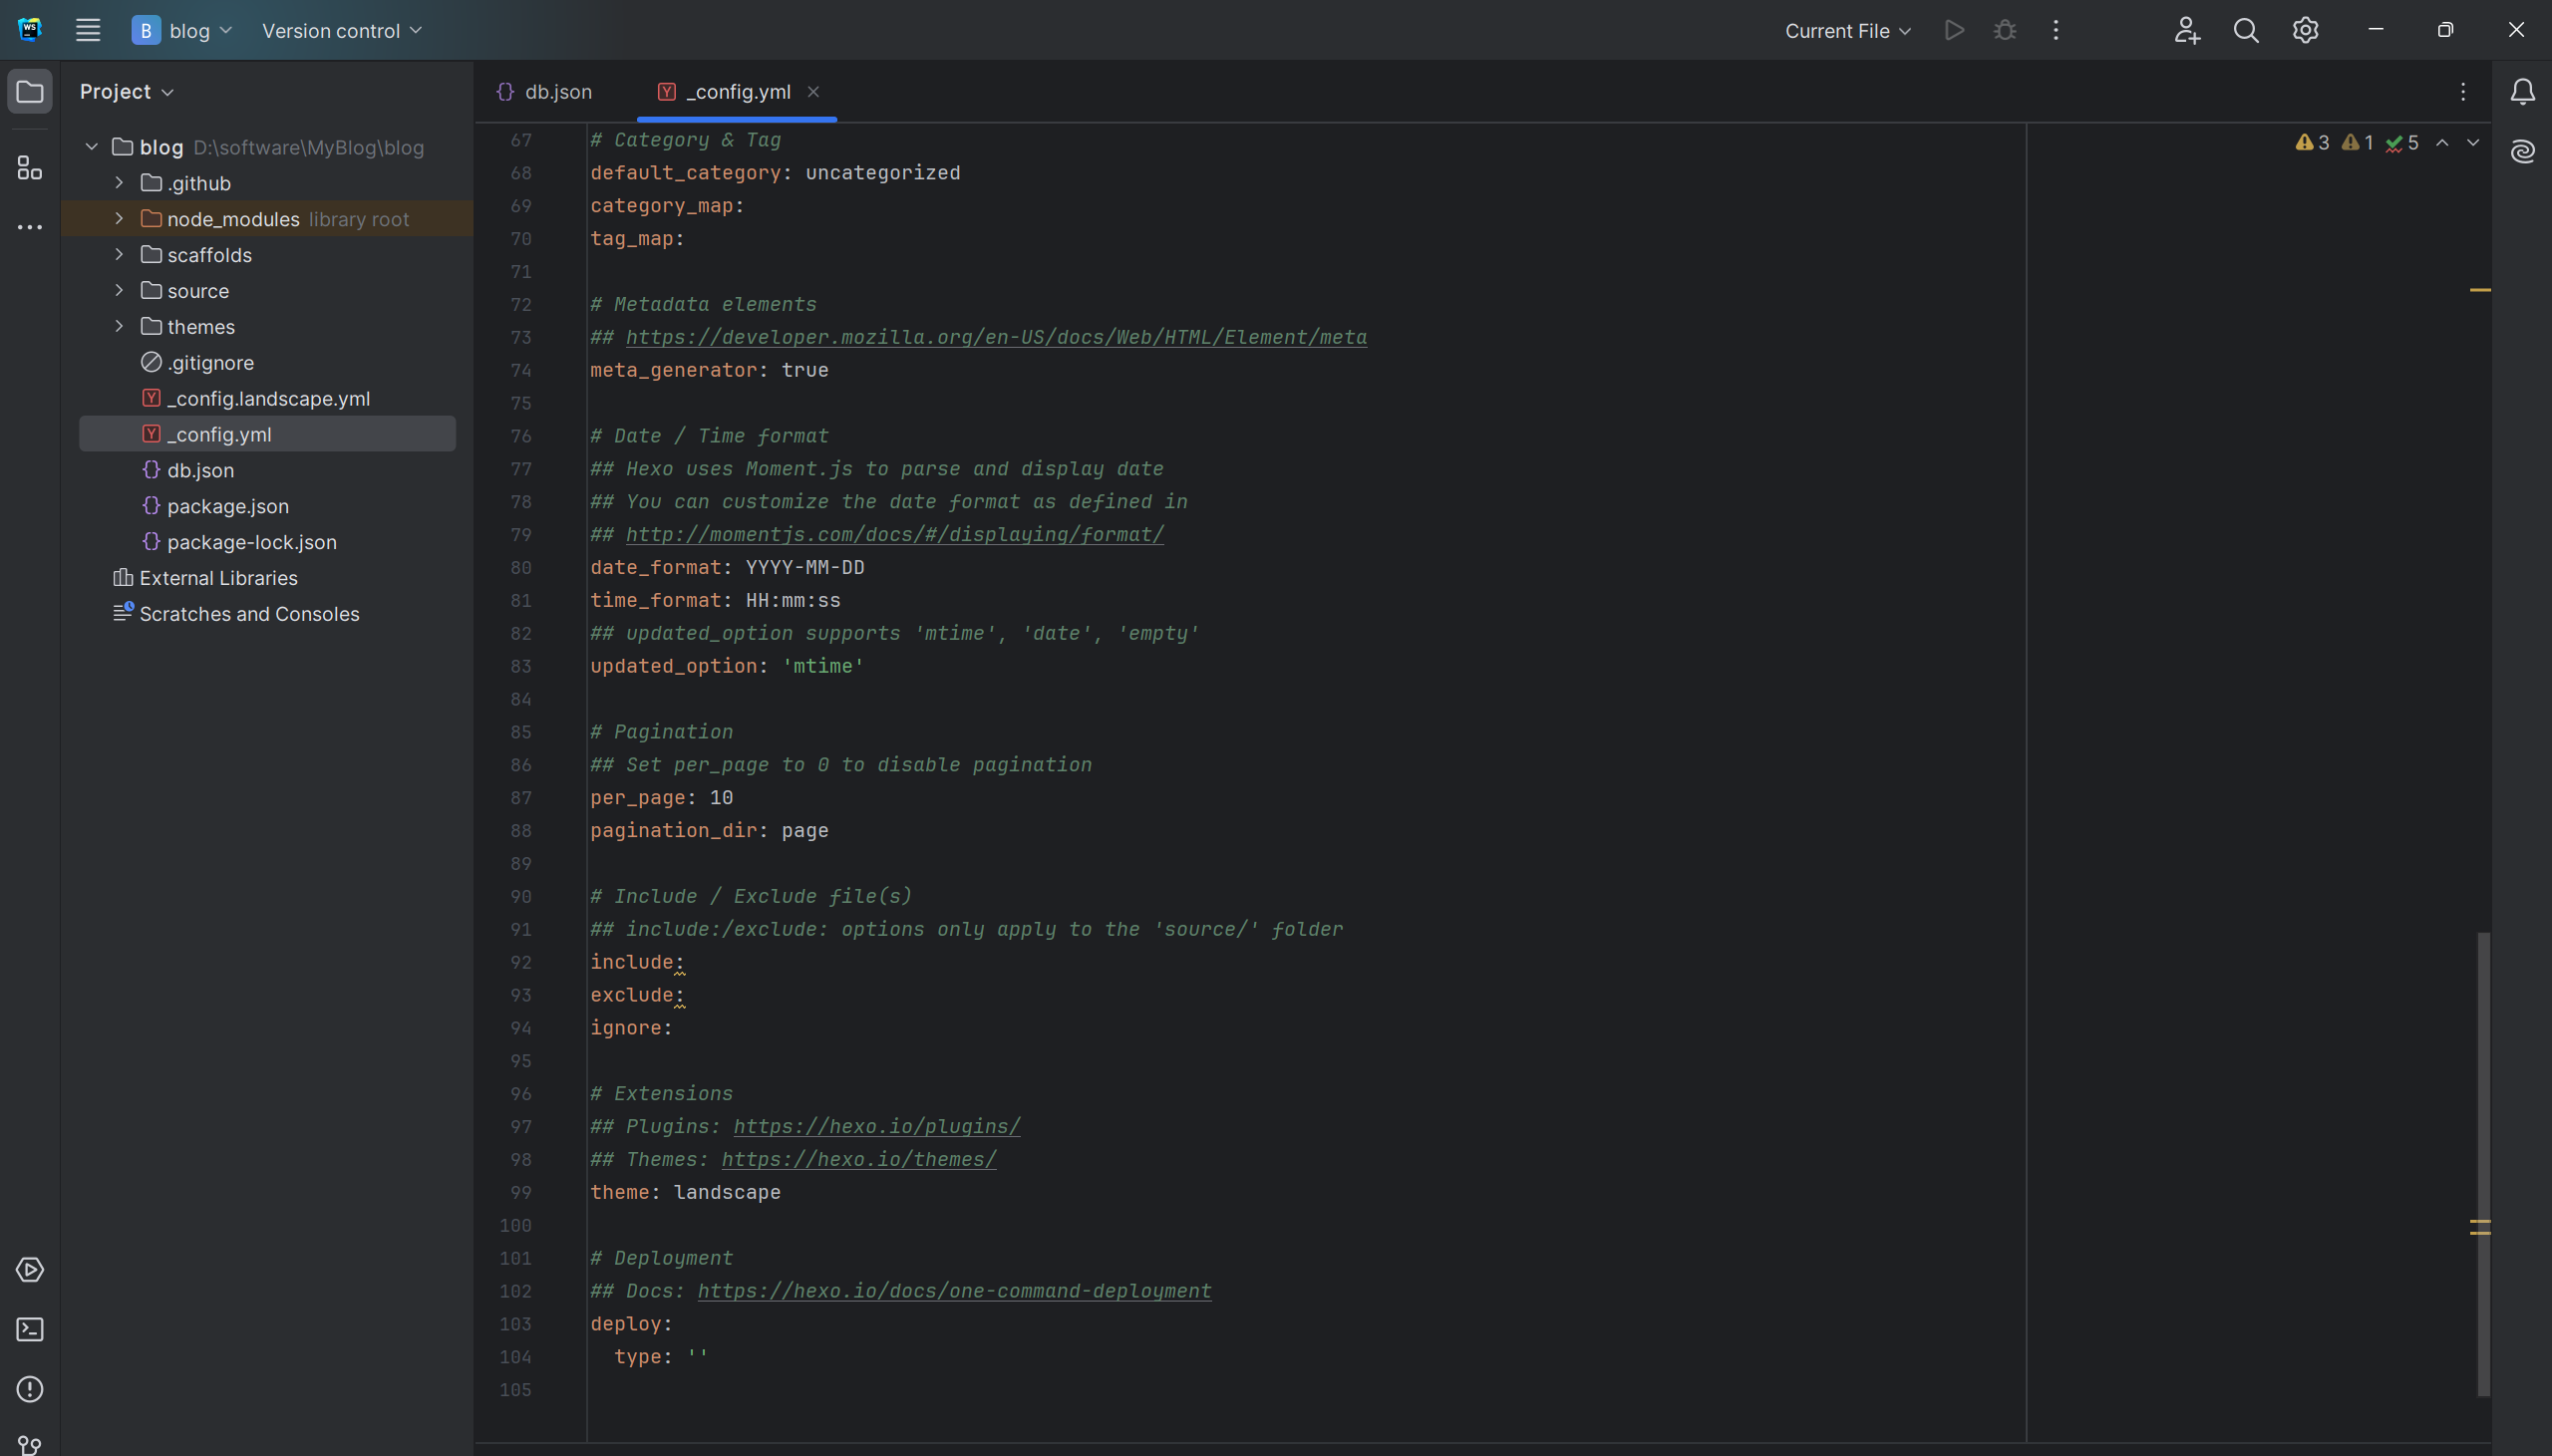 WS
B blog
Version control
Current File
Project
blog D:\software\MyBlog\blog
.github
node_modules library root
scaffolds
source
themes
.gitignore
_config.landscape.yml
_config.yml
db.json
package.json
package-lock.json
External Libraries
Scratches and Consoles
db.json
_config.yml
3 1 5
67 # Category & Tag
68 default_category: uncategorized
69 category_map:
70 tag_map:
71
72 # Metadata elements
73 ## https://developer.mozilla.org/en-US/docs/Web/HTML/Element/meta
74 meta_generator: true
75
76 # Date / Time format
77 ## Hexo uses Moment.js to parse and display date
78 ## You can customize the date format as defined in
79 ## http://momentjs.com/docs/#/displaying/format/
80 date_format: YYYY-MM-DD
81 time_format: HH:mm:ss
82 ## updated_option supports 'mtime', 'date', 'empty'
83 updated_option: 'mtime'
84
85 # Pagination
86 ## Set per_page to 0 to disable pagination
87 per_page: 10
88 pagination_dir: page
89
90 # Include / Exclude file(s)
91 ## include:/exclude: options only apply to the 'source/' folder
92 include:
93 exclude:
94 ignore:
95
96 # Extensions
97 ## Plugins: https://hexo.io/plugins/
98 ## Themes: https://hexo.io/themes/
99 theme: landscape
100
101 # Deployment
102 ## Docs: https://hexo.io/docs/one-command-deployment
103 deploy:
104   type: ''
105